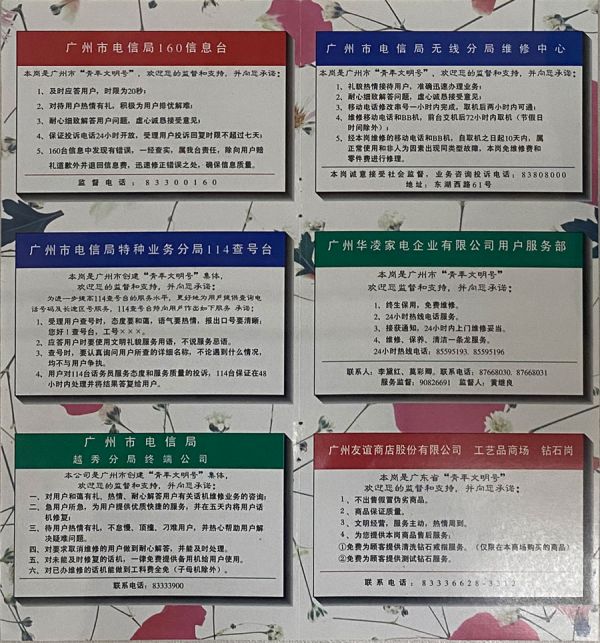 广州市电信局160信息台
本岗是广州市“青年文明号”，欢迎您的监督和支持，并向您承诺：
1、及时应答用户，时限为20秒；
2、对待用户热情有礼，积极为用户排忧解难；
3、耐心细致解答问题，虚心诚恳接受意见；
4、保证投诉电话24小时开放，受理用户投诉回复时限不超过七天；
5、160台信息中发现有错误，一经查实，属我台责任，除向用户赔
礼道歉外并退回信息费，迅速修正错误之处，确保信息质量。
监督电话：83300160
广州市电信局无线分局维修中心
本岗是广州市“青年文明号”，欢迎您的监督和支持，并向您承诺：
1、礼貌热情接待用户，准确迅速办理业务；
2、耐心细致解答问题，虚心诚恳接受意见；
3、移动电话修改串号一小时内完成，取机后两小时内可通；
4、维修移动电话和BB机，前台交机后72小时内取机（节假日
时间除外）；
5、经本岗维修的移动电话和BB机，自取机之日起10天内，属
正常使用和非人为因素出现同类型故障，本岗免维修费和
零件费进行修理。
本岗诚意接受社会监督，业务咨询投诉电话：83808000
地址：东湖西路61号
广州市电信局特种业务分局114查号台
本岗是广州市创建“青年文明号”集体，
欢迎您的监督和支持，并向您承诺：
为进一步提高114查号台的服务水平，更好地为用户提供查询电
话号码及长途区号服务，114查号台特向用户作出如下服务承诺：
1、受理用户查号时，态度要和蔼，语气要热情，报出口号要清晰：
您好！查号台，工号×××。
2、应答用户时要使用文明礼貌服务用语，不说服务忌语。
3、查号时，要认真询问用户所查的详细名称，不论遇到什么情况，
均不与用户争执。
4、用户对114台话务员服务态度和服务质量的投诉，114台保证在48
小时内处理并将结果答复给用户。
广州华凌家电企业有限公司用户服务部
本岗是广州市“青年文明号”
欢迎您的监督和支持，并向您承诺：
1、终生保用，免费维修。
2、24小时热线电话服务。
3、接获通知，24小时内上门维修妥当。
4、维修、保养、清洁一条龙服务。
24小时热线电话：85595193、85595196
联系人：李黛红、莫彩卿。联系电话：87668030、87668031
服务监督：90826691 监督人：黄继良
广州市电信局
越秀分局终端公司
本公司是广州市创建“青年文明号”集体，
欢迎您的监督和支持，并向您承诺：
一、对用户和蔼有礼、热情、耐心解答用户有关话机维修业务的咨询；
二、急用户所急，为用户提供优质快捷的服务，并在五天内将用户话
机修复；
三、待用户热情有礼，不怠慢、顶撞、刁难用户，并热心帮助用户解
决疑难问题。
四、对要求取消维修的用户做到耐心解答，并能及时处理。
五、对未能及时修复的话机，一律免费提供备用机给用户使用。
六、对已办维修的话机能做到工料费全免（子母机除外）。
联系电话：83333900
广州友谊商店股份有限公司 工艺品商场 钻石岗
本岗是广东省“青年文明号”
欢迎您的监督和支持，并向您承诺：
1、不出售假冒伪劣商品。
2、商品保证质量。
3、文明经营，服务主动，热情周到。
4、为您提供本岗商品售后服务：
①免费为顾客提供清洗钻石或戒指服务。（仅限在本商场购买的商品）
②免费为顾客提供测试钻石服务。
联系电话：83336628-